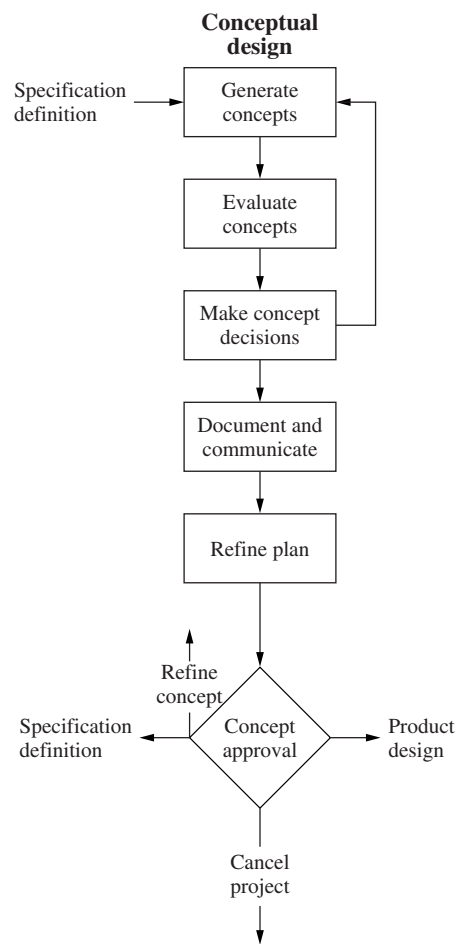 Conceptual
design
Specification
definition
Generate
concepts
Evaluate
concepts
Make concept
decisions
Document and
communicate
Refine plan
Refine
concept
Specification
definition
Concept
approval
Product
design
Cancel
project